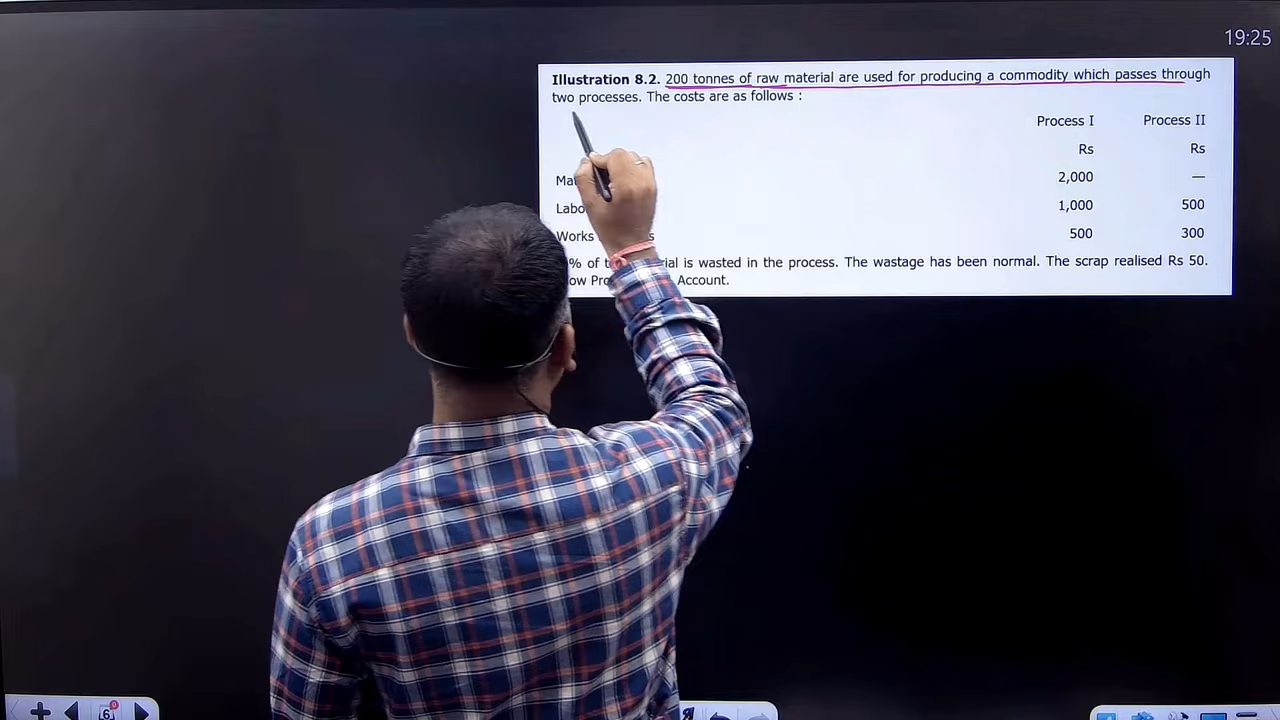 19:25
Illustration 8.2. 200 tonnes of raw material are used for producing a commodity which passes through
two processes. The costs are as follows :
Process I Process II
Rs Rs
2,000 —
1,000 500
Works 500 300
% of is wasted in the process. The wastage has been normal. The scrap realised Rs 50.
Account.
6